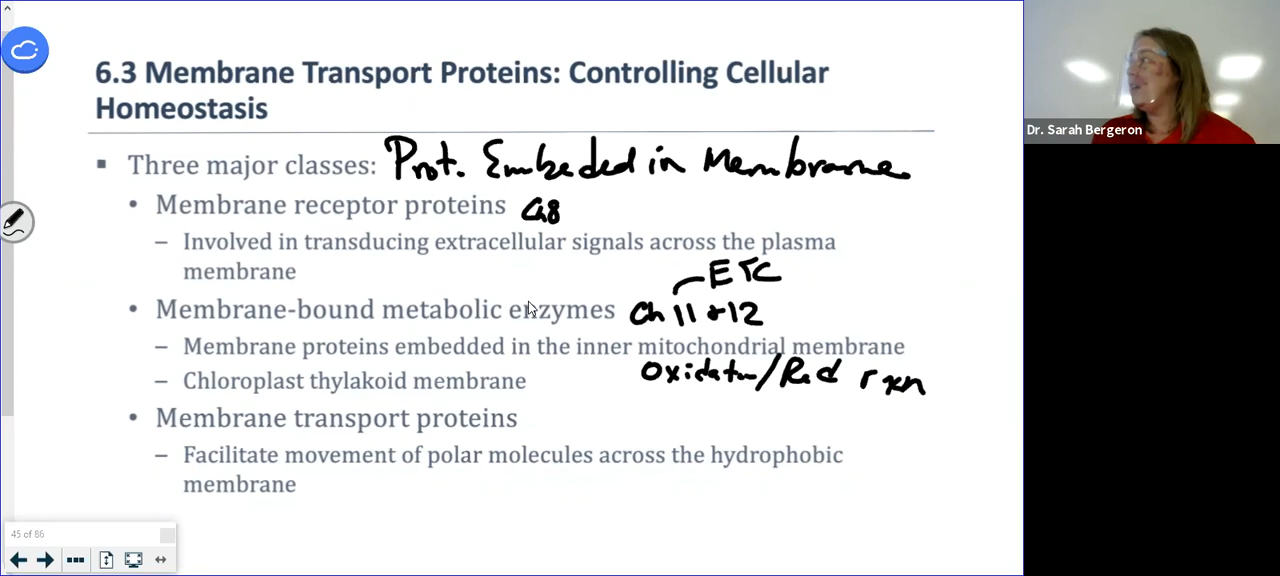 6.3 Membrane Transport Proteins: Controlling Cellular
Homeostasis
Three major classes: Prot. Embeded in Membrane
Membrane receptor proteins Ch8
– Involved in transducing extracellular signals across the plasma
membrane
ETC
Membrane-bound metabolic enzymes Ch 11 + 12
– Membrane proteins embedded in the inner mitochondrial membrane
Oxidation/Red rxn
– Chloroplast thylakoid membrane
Membrane transport proteins
– Facilitate movement of polar molecules across the hydrophobic
membrane
45 of 86
Dr. Sarah Bergeron